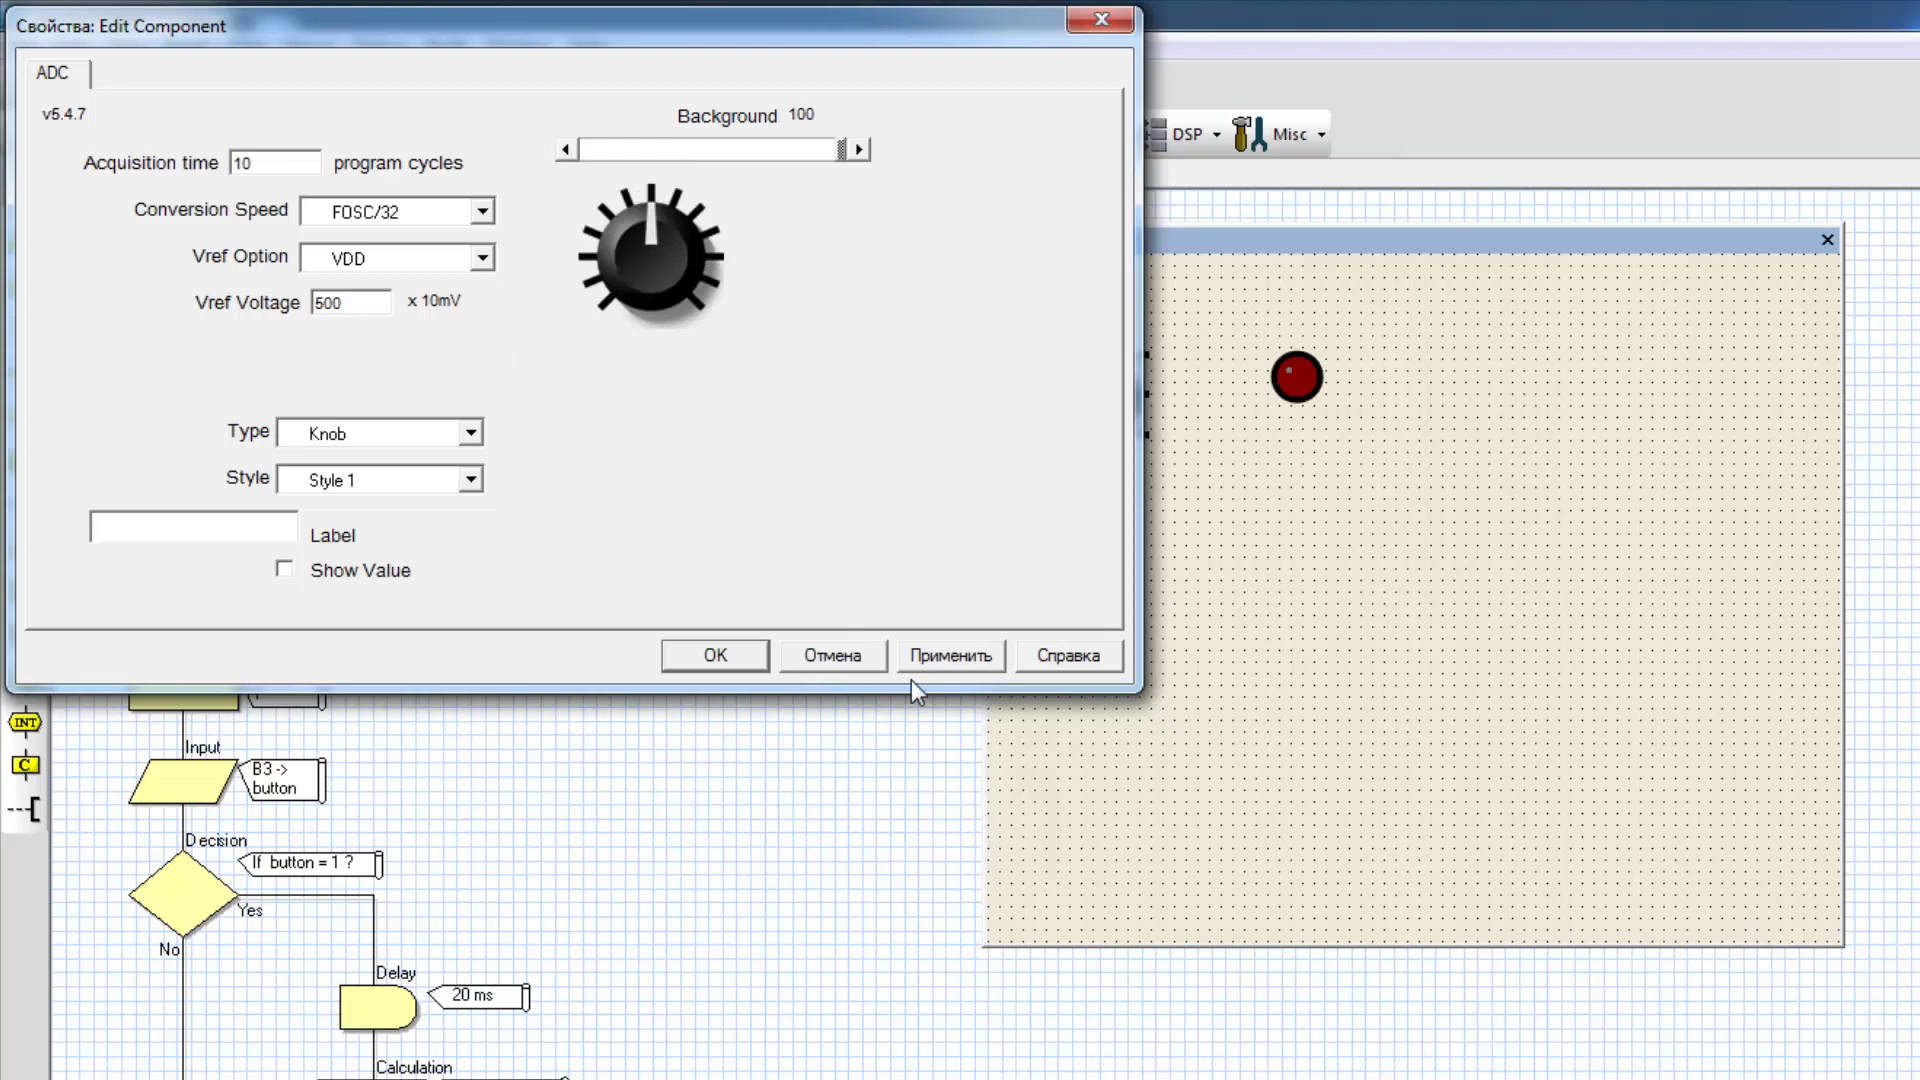 Свойства: Edit Component
ADC
v5.4.7
Background 100
DSP
Misc
Acquisition time 10 program cycles
Conversion Speed FOSC/32
Vref Option VDD
Vref Voltage 500 x 10mV
Type Knob
Style Style 1
Label
Show Value
OK
Отмена
Применить
Справка
INT
Input
C
B3 ->
button
Decision
If button = 1 ?
Yes
No
Delay
20 ms
Calculation